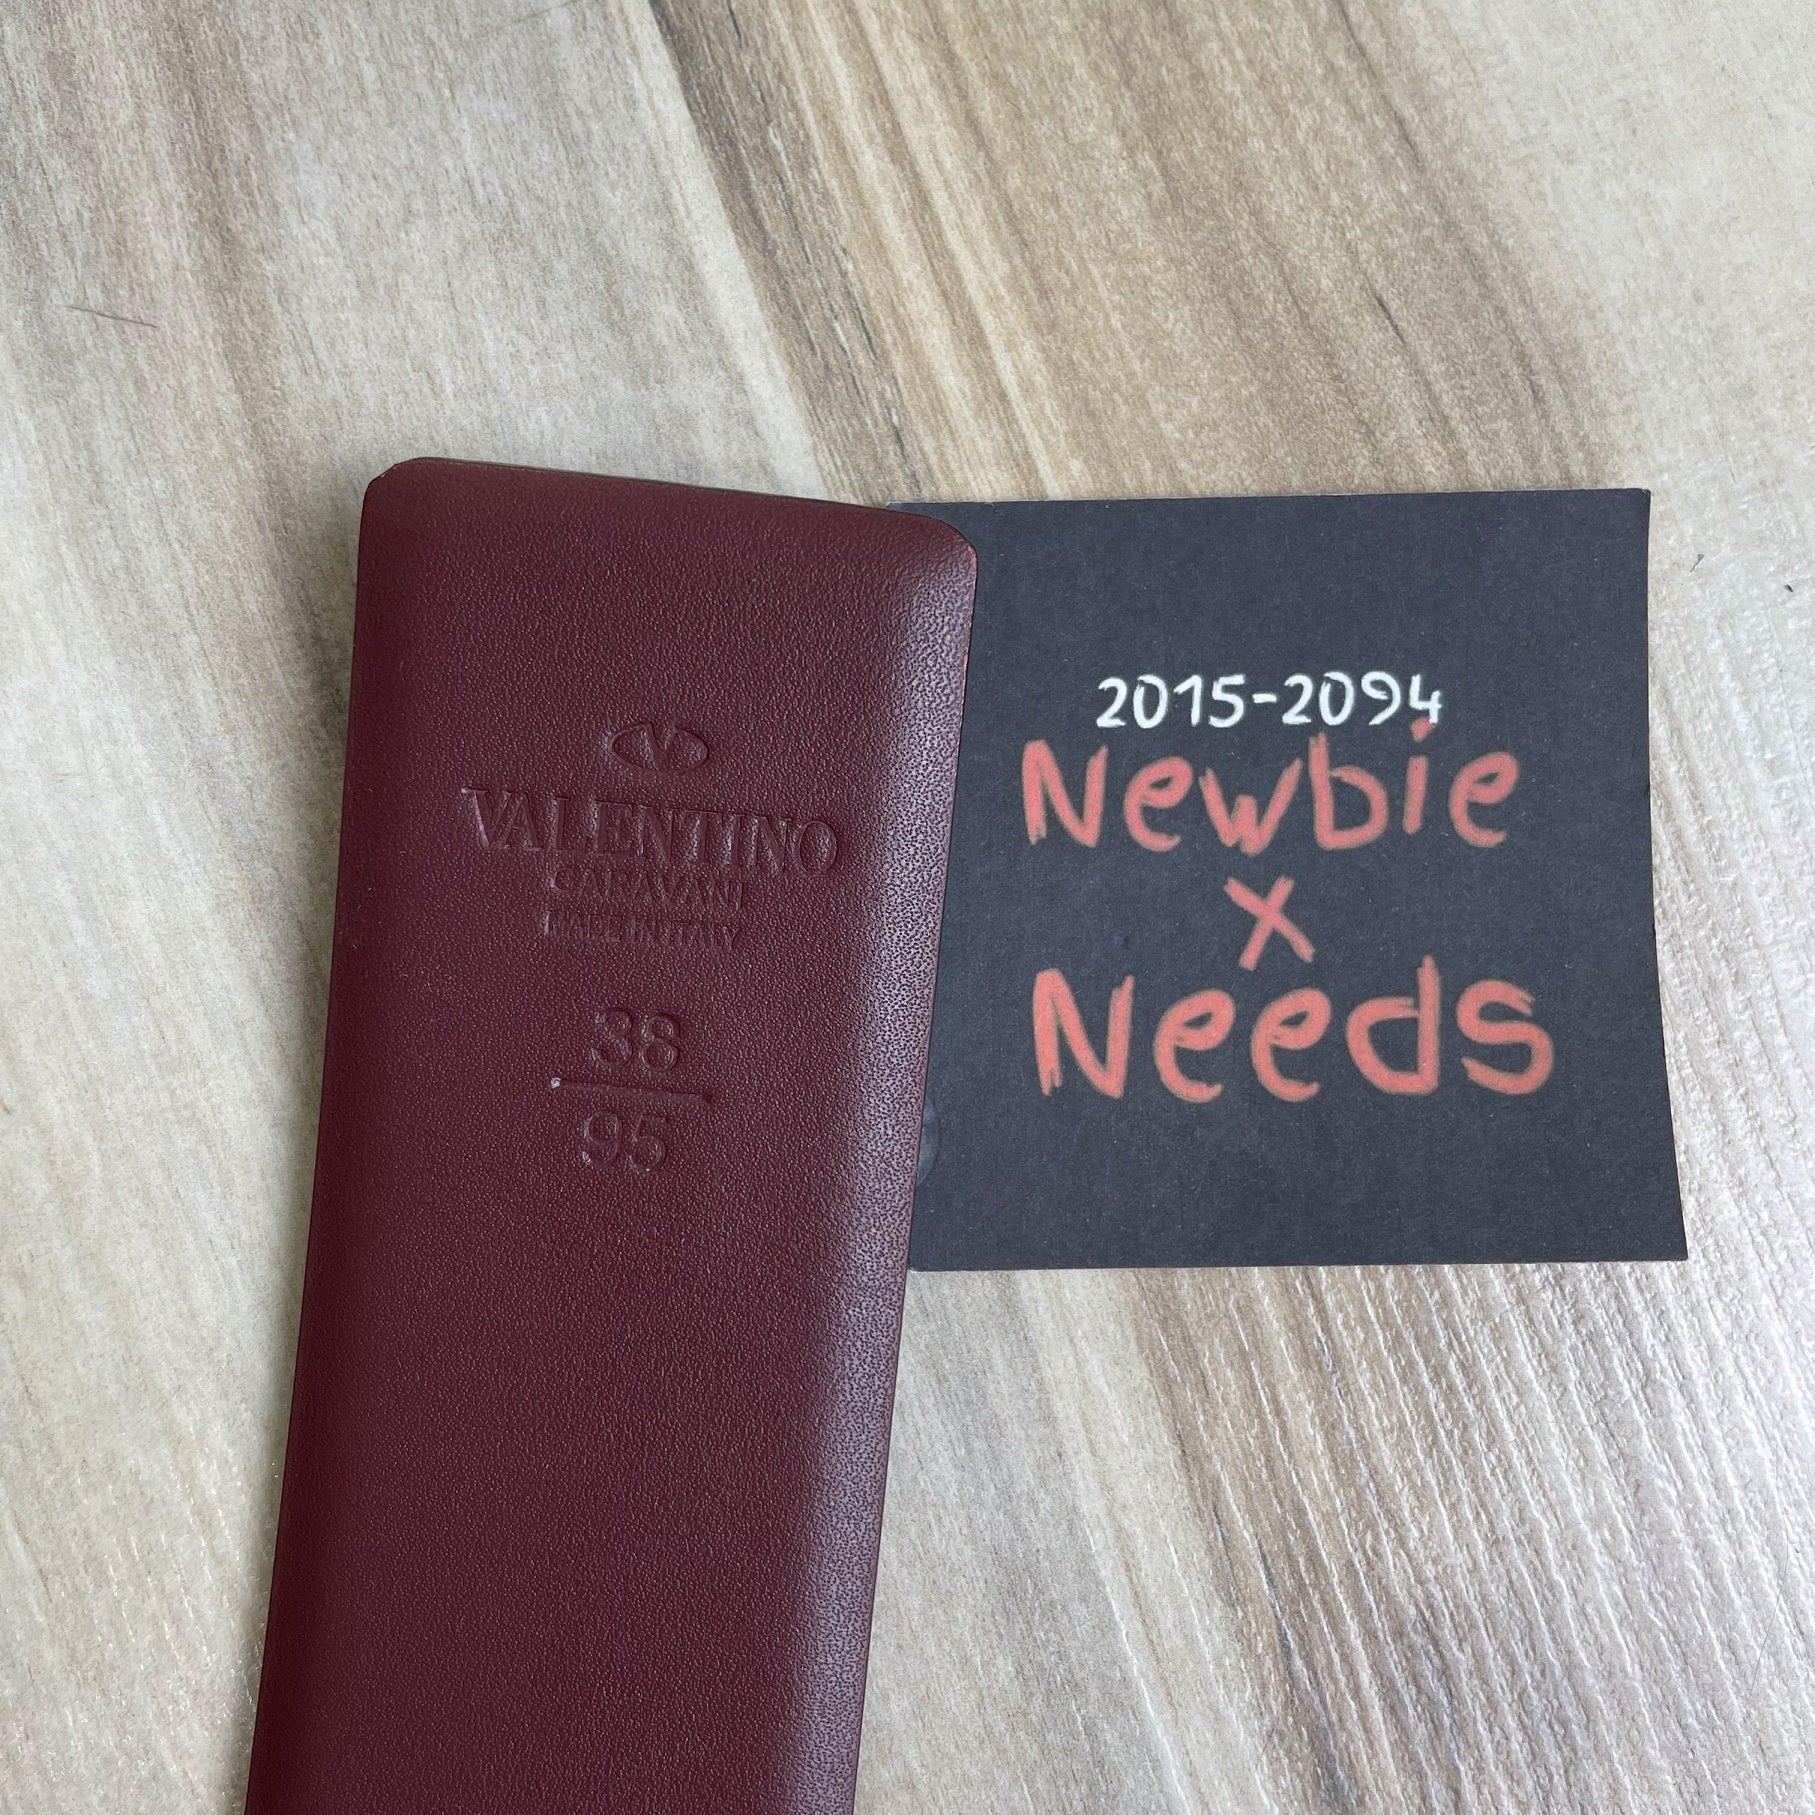 VALENTINO
GARAVANI
MADE IN ITALY
38
95
2015-2094
Newbie
x
Needs